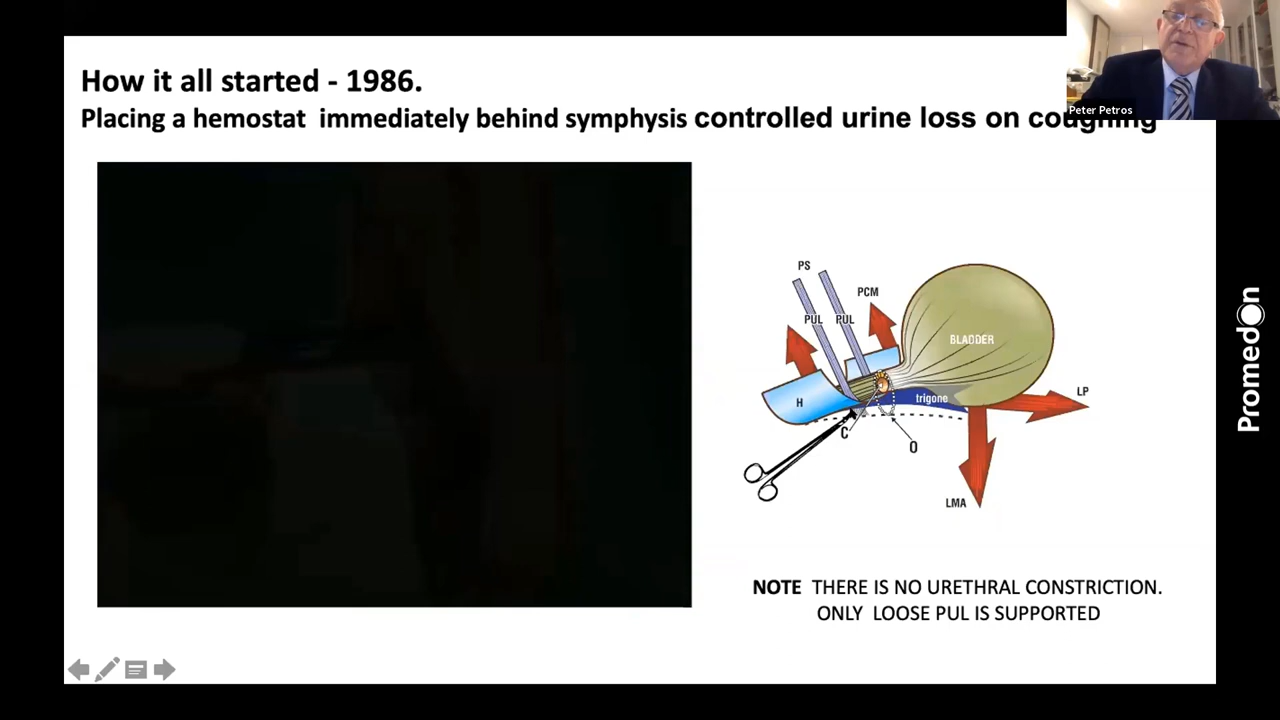 How it all started - 1986.
Placing a hemostat immediately behind symphysis controlled urine loss on coughing
Peter Petros
PS
PCM
PUL PUL
BLADDER
H
trigone
LP
C
O
LMA
NOTE THERE IS NO URETHRAL CONSTRICTION.
ONLY LOOSE PUL IS SUPPORTED
Promedon